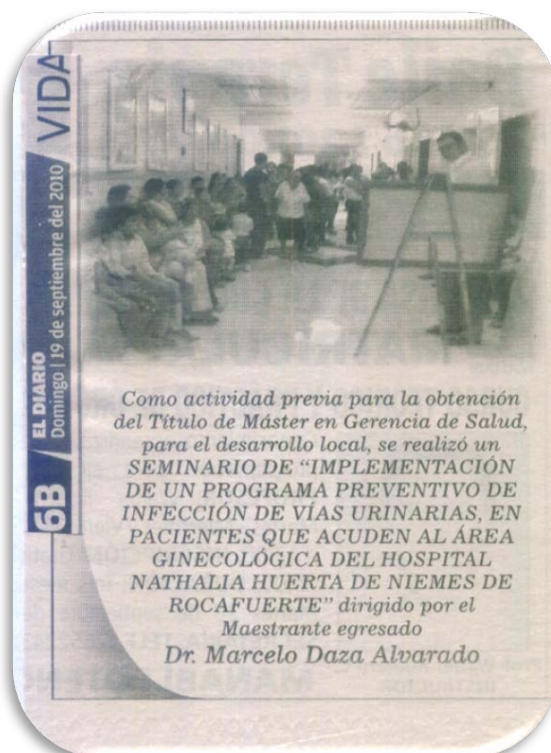 VIDA
EL DIARIO
Domingo | 19 de septiembre del 2010
6B
Como actividad previa para la obtención
del Título de Máster en Gerencia de Salud,
para el desarrollo local, se realizó un
SEMINARIO DE “IMPLEMENTACIÓN
DE UN PROGRAMA PREVENTIVO DE
INFECCIÓN DE VÍAS URINARIAS, EN
PACIENTES QUE ACUDEN AL ÁREA
GINECOLÓGICA DEL HOSPITAL
NATHALIA HUERTA DE NIEMES DE
ROCAFUERTE” dirigido por el
Maestrante egresado
Dr. Marcelo Daza Alvarado